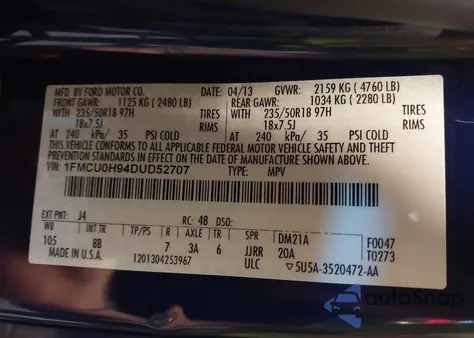 MFD. BY FORD MOTOR CO. DATE: 04/13 GVWR: 2159 KG ( 4760 LB)
FRONT GAWR: 1125 KG ( 2480 LB) REAR GAWR: 1034 KG ( 2280 LB)
WITH 235/50R18 97H TIRES WITH 235/50R18 97H TIRES
18x7.5J RIMS 18x7.5J RIMS
AT 240 kPa/ 35 PSI COLD AT 240 kPa/ 35 PSI COLD
THIS VEHICLE CONFORMS TO ALL APPLICABLE FEDERAL MOTOR VEHICLE SAFETY AND THEFT PREVENTION STANDARDS IN EFFECT ON THE DATE OF MANUFACTURE SHOWN ABOVE.
VIN: 1FMCU0H94DUD52707 TYPE: MPV
EXT PNT: J4 RC: 48 DSO:
WB INT TR TP/PS R AXLE TR SPR DM21A F0047
105 BB 7 3A 6 JJRR 20A T0273
MADE IN U.S.A. 1201304253967 ULC 5U5A-3520472-AA
autoSnap